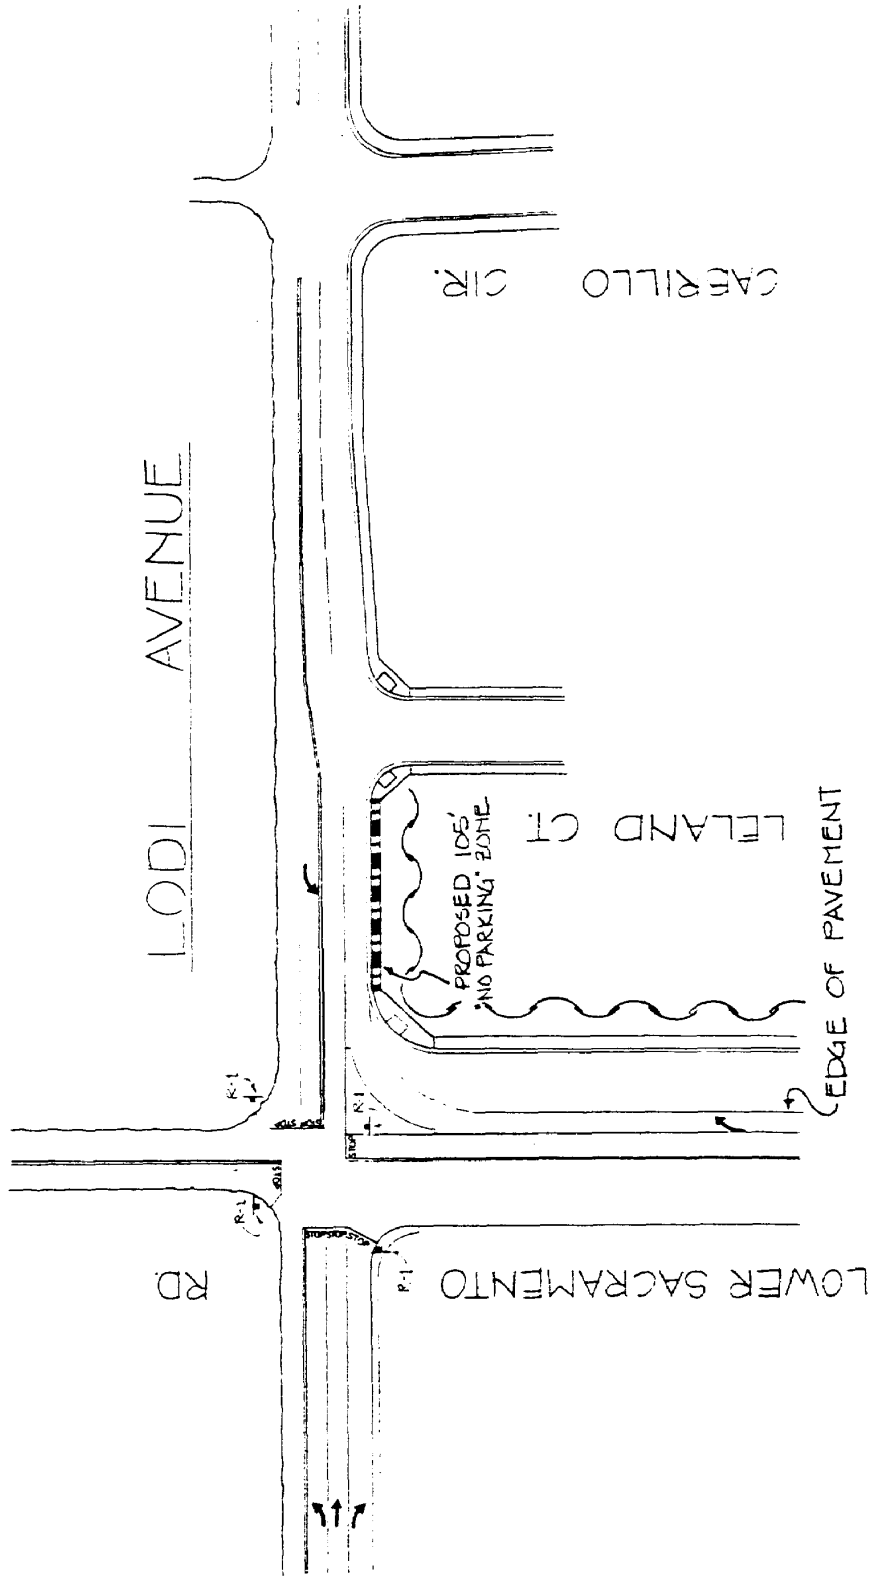 LODI AVENUE
CABRILLO CIR.
LELAND CT.
PROPOSED 105'
"NO PARKING" ZONE
EDGE OF PAVEMENT
LOWER SACRAMENTO RD.
R-1
R-1
R-1
R-1
STOP
STOP
STOP STOP
STOP STOP STOP